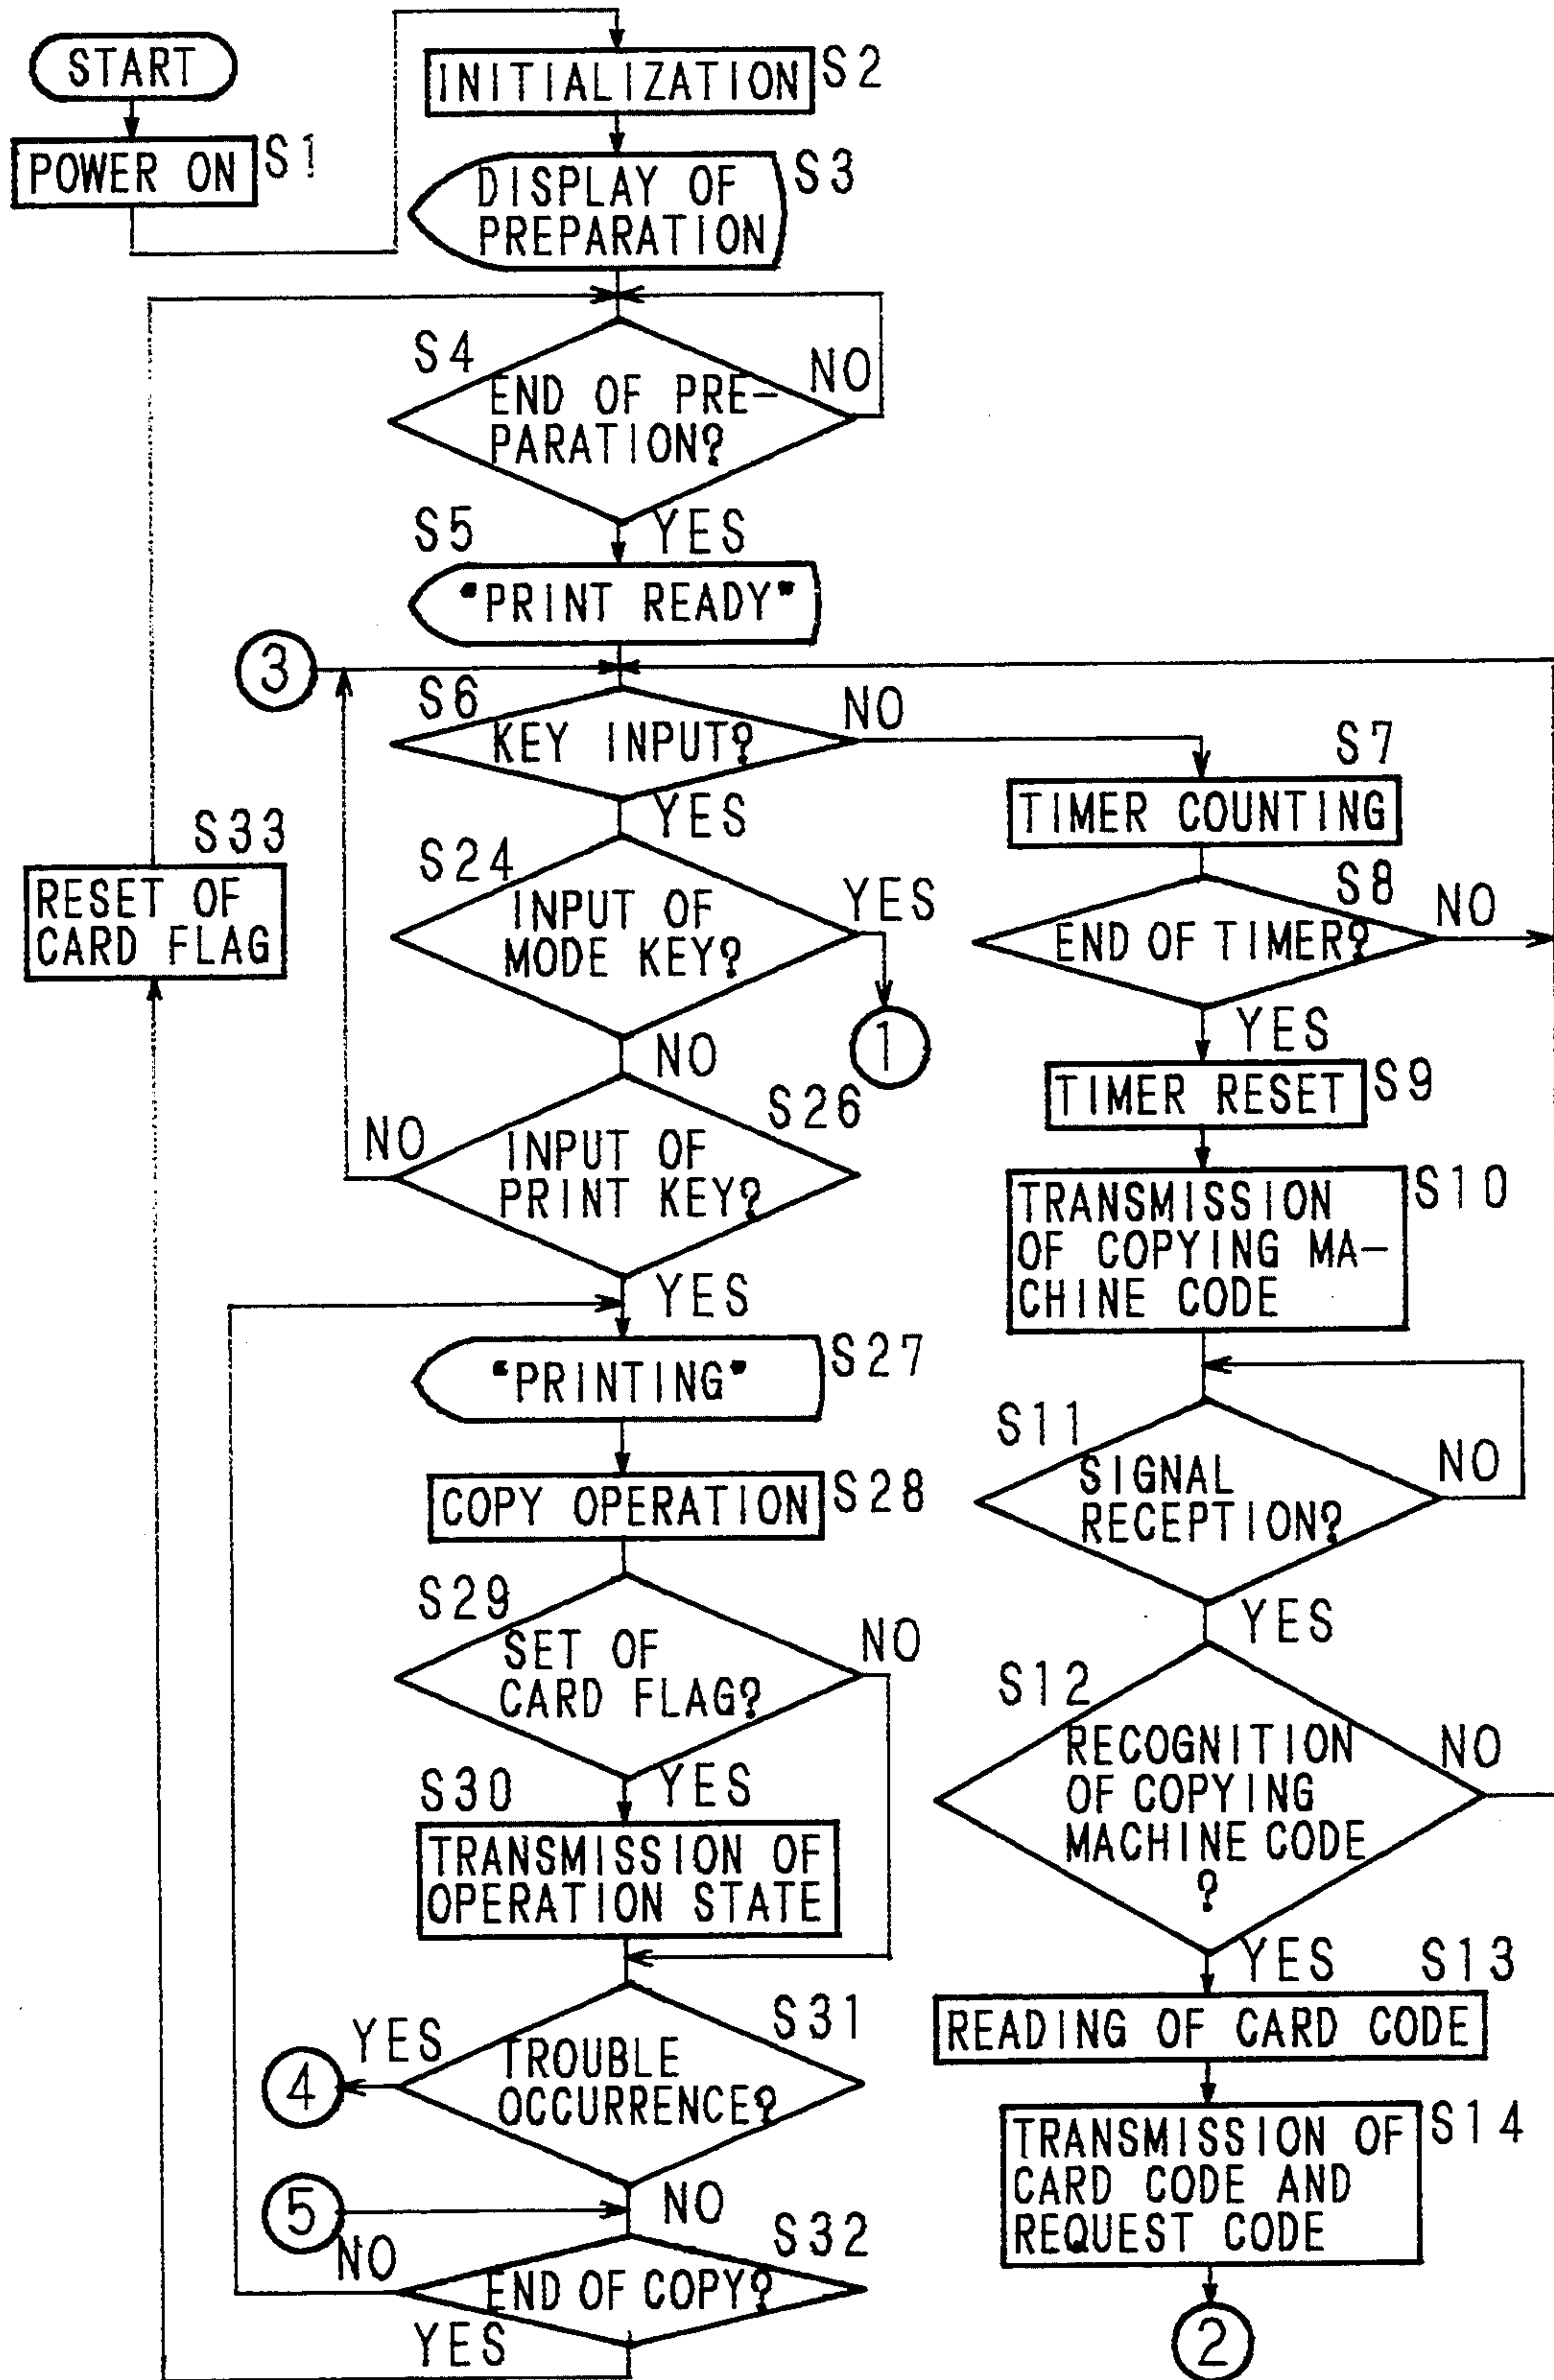 START
POWER ON
S1
INITIALIZATION
S2
DISPLAY OF
PREPARATION
S3
S4
END OF PRE-
PARATION?
NO
YES
S5
"PRINT READY"
3
S6
KEY INPUT?
NO
YES
S24
INPUT OF
MODE KEY?
YES
1
NO
S26
INPUT OF
PRINT KEY?
NO
YES
"PRINTING"
S27
COPY OPERATION
S28
S29
SET OF
CARD FLAG?
NO
YES
S30
TRANSMISSION OF
OPERATION STATE
S31
TROUBLE
OCCURRENCE?
YES
4
NO
5
S32
END OF COPY?
NO
YES
S33
RESET OF
CARD FLAG
S7
TIMER COUNTING
S8
END OF TIMER?
NO
YES
TIMER RESET
S9
TRANSMISSION
OF COPYING MA-
CHINE CODE
S10
S11
SIGNAL
RECEPTION?
NO
YES
S12
RECOGNITION
OF COPYING
MACHINE CODE
?
NO
YES
S13
READING OF CARD CODE
TRANSMISSION OF
CARD CODE AND
REQUEST CODE
S14
2